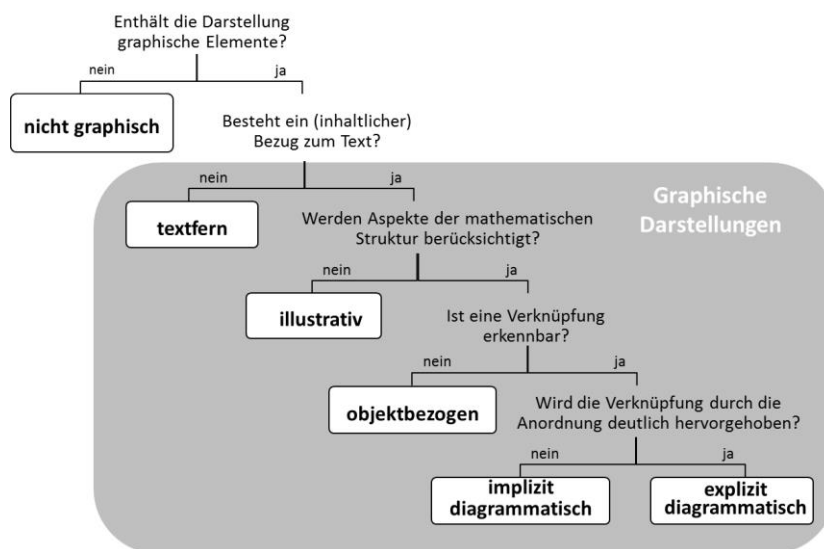 Enthält die Darstellung
graphische Elemente?
nein
ja
nicht graphisch
Besteht ein (inhaltlicher)
Bezug zum Text?
nein
ja
Graphische
Darstellungen
textfern
Werden Aspekte der mathematischen
Struktur berücksichtigt?
nein
ja
illustrativ
Ist eine Verknüpfung
erkennbar?
nein
ja
objektbezogen
Wird die Verknüpfung durch die
Anordnung deutlich hervorgehoben?
nein
ja
implizit
diagrammatisch
explizit
diagrammatisch